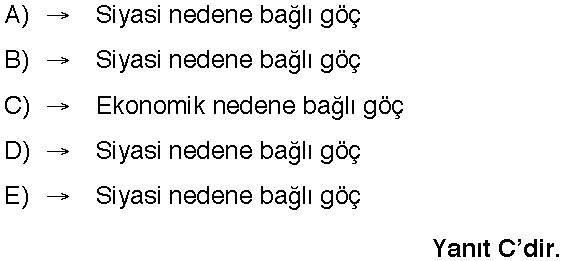 A) → Siyasi nedene bağlı göç
B) → Siyasi nedene bağlı göç
C) → Ekonomik nedene bağlı göç
D) → Siyasi nedene bağlı göç
E) → Siyasi nedene bağlı göç
Yanıt C'dir.